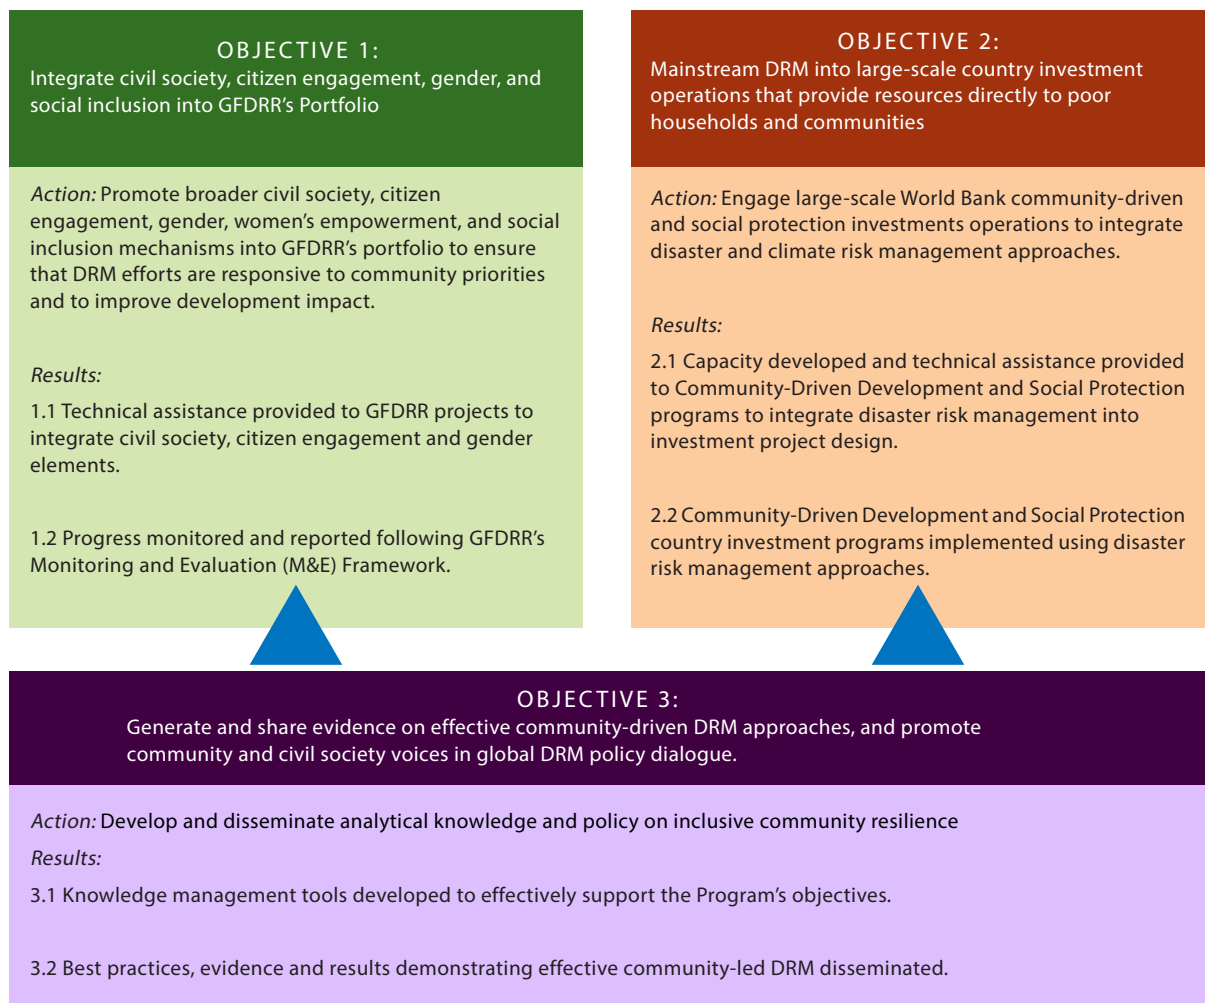 OBJECTIVE 1:
Integrate civil society, citizen engagement, gender, and
social inclusion into GFDRR's Portfolio
Action: Promote broader civil society, citizen
engagement, gender, women's empowerment, and social
inclusion mechanisms into GFDRR's portfolio to ensure
that DRM efforts are responsive to community priorities
and to improve development impact.
Results:
1.1 Technical assistance provided to GFDRR projects to
integrate civil society, citizen engagement and gender
elements.
1.2 Progress monitored and reported following GFDRR's
Monitoring and Evaluation (M&E) Framework.
OBJECTIVE 2:
Mainstream DRM into large-scale country investment
operations that provide resources directly to poor
households and communities
Action: Engage large-scale World Bank community-driven
and social protection investments operations to integrate
disaster and climate risk management approaches.
Results:
2.1 Capacity developed and technical assistance provided
to Community-Driven Development and Social Protection
programs to integrate disaster risk management into
investment project design.
2.2 Community-Driven Development and Social Protection
country investment programs implemented using disaster
risk management approaches.
OBJECTIVE 3:
Generate and share evidence on effective community-driven DRM approaches, and promote
community and civil society voices in global DRM policy dialogue.
Action: Develop and disseminate analytical knowledge and policy on inclusive community resilience
Results:
3.1 Knowledge management tools developed to effectively support the Program's objectives.
3.2 Best practices, evidence and results demonstrating effective community-led DRM disseminated.